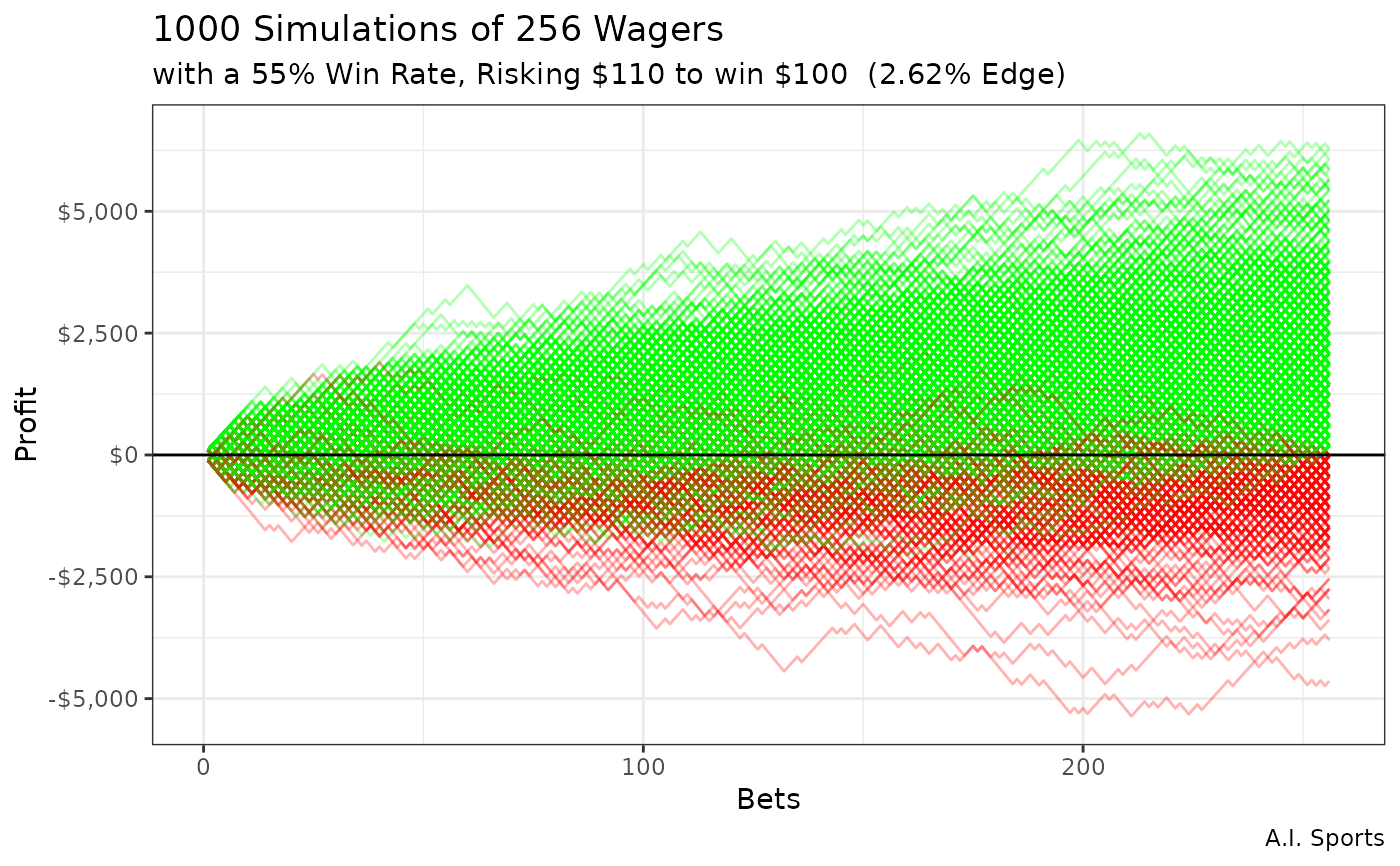 1000 Simulations of 256 Wagers
with a 55% Win Rate, Risking $110 to win $100  (2.62% Edge)
$5,000
$2,500
$0
-$2,500
-$5,000
Profit
0
100
200
Bets
A.I. Sports